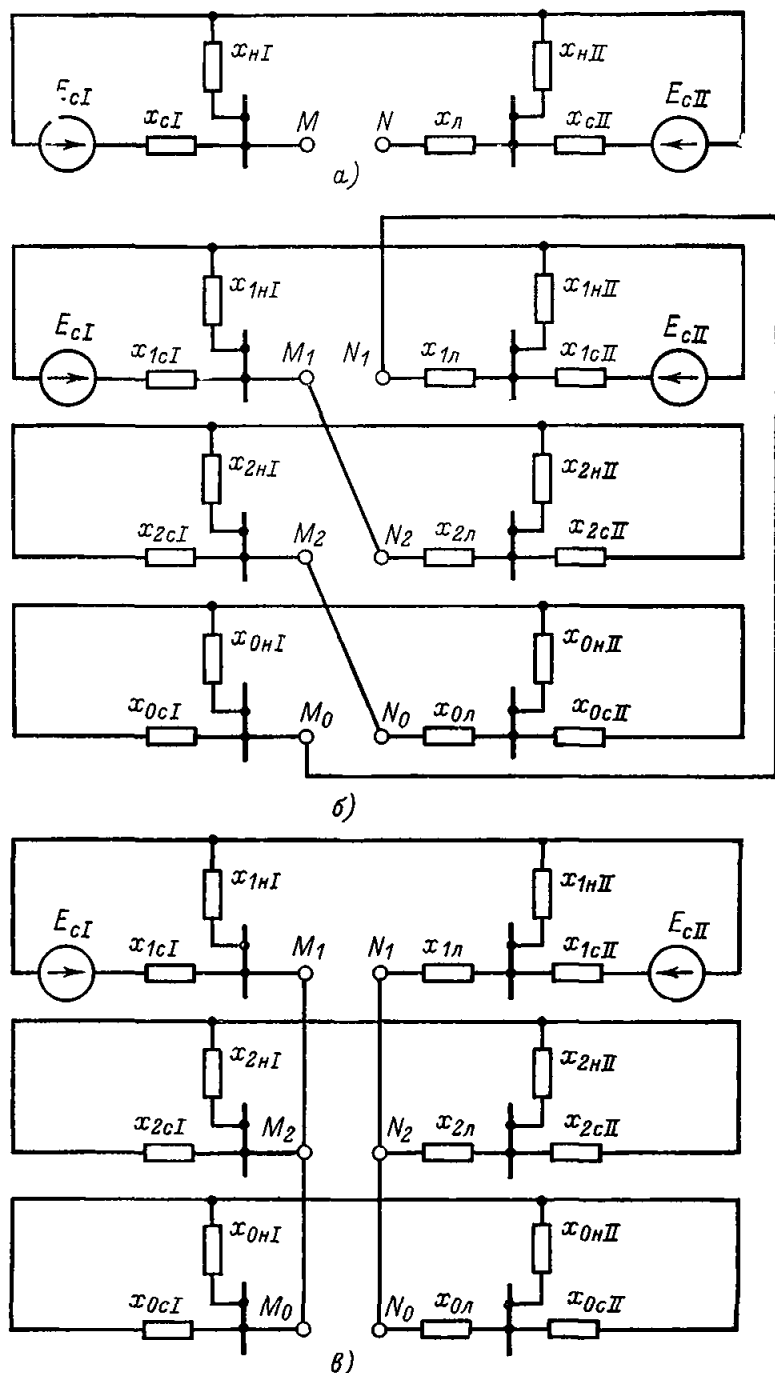 x_нI x_нII
E_cI x_cI M N x_л x_cII E_cII
а)
x_1нI x_1нII
E_cI x_1cI M_1 N_1 x_1л x_1cII E_cII
x_2нI x_2нII
x_2cI M_2 N_2 x_2л x_2cII
x_0нI x_0нII
x_0cI M_0 N_0 x_0л x_0cII
б)
x_1нI x_1нII
E_cI x_1cI M_1 N_1 x_1л x_1cII E_cII
x_2нI x_2нII
x_2cI M_2 N_2 x_2л x_2cII
x_0нI x_0нII
x_0cI M_0 N_0 x_0л x_0cII
в)